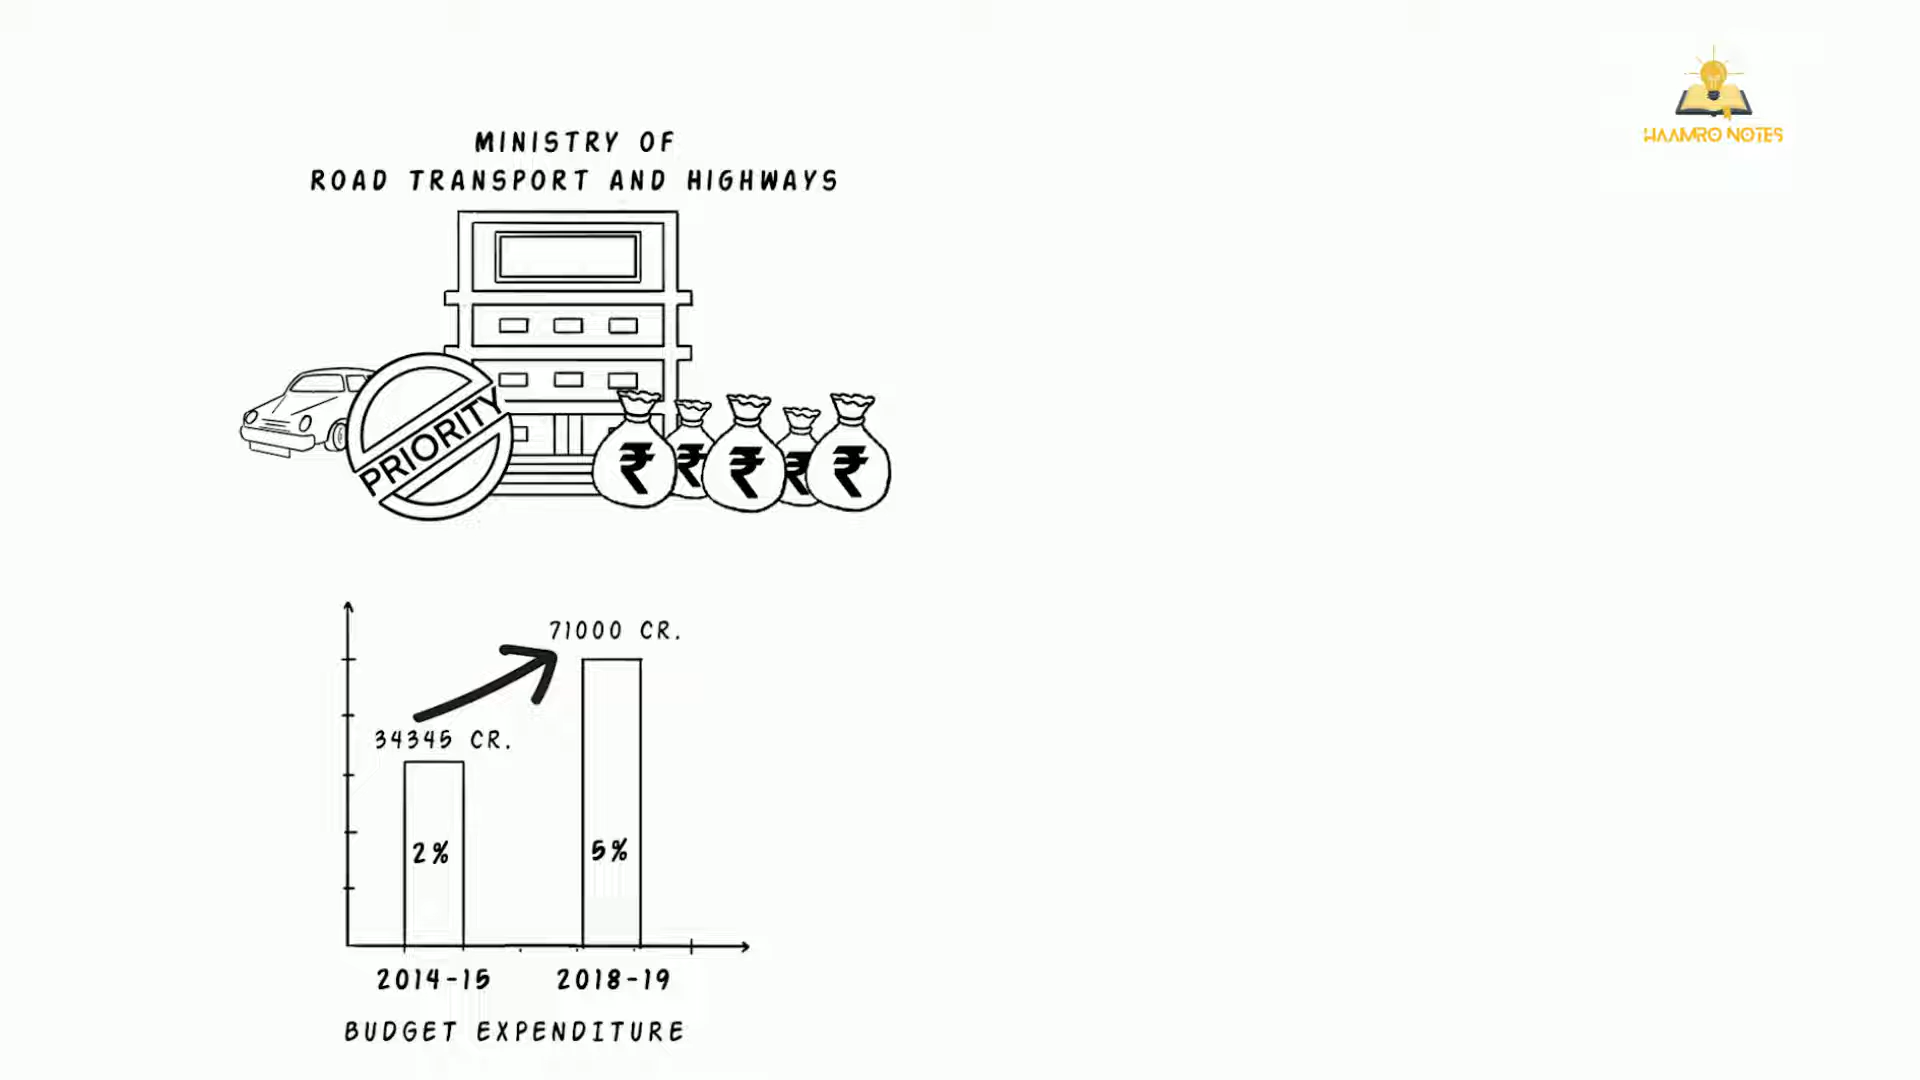 HAAMRO NOTES
MINISTRY OF
ROAD TRANSPORT AND HIGHWAYS
PRIORITY
₹ ₹ ₹ ₹ ₹
71000 CR.
34345 CR.
2% 5%
2014-15 2018-19
BUDGET EXPENDITURE